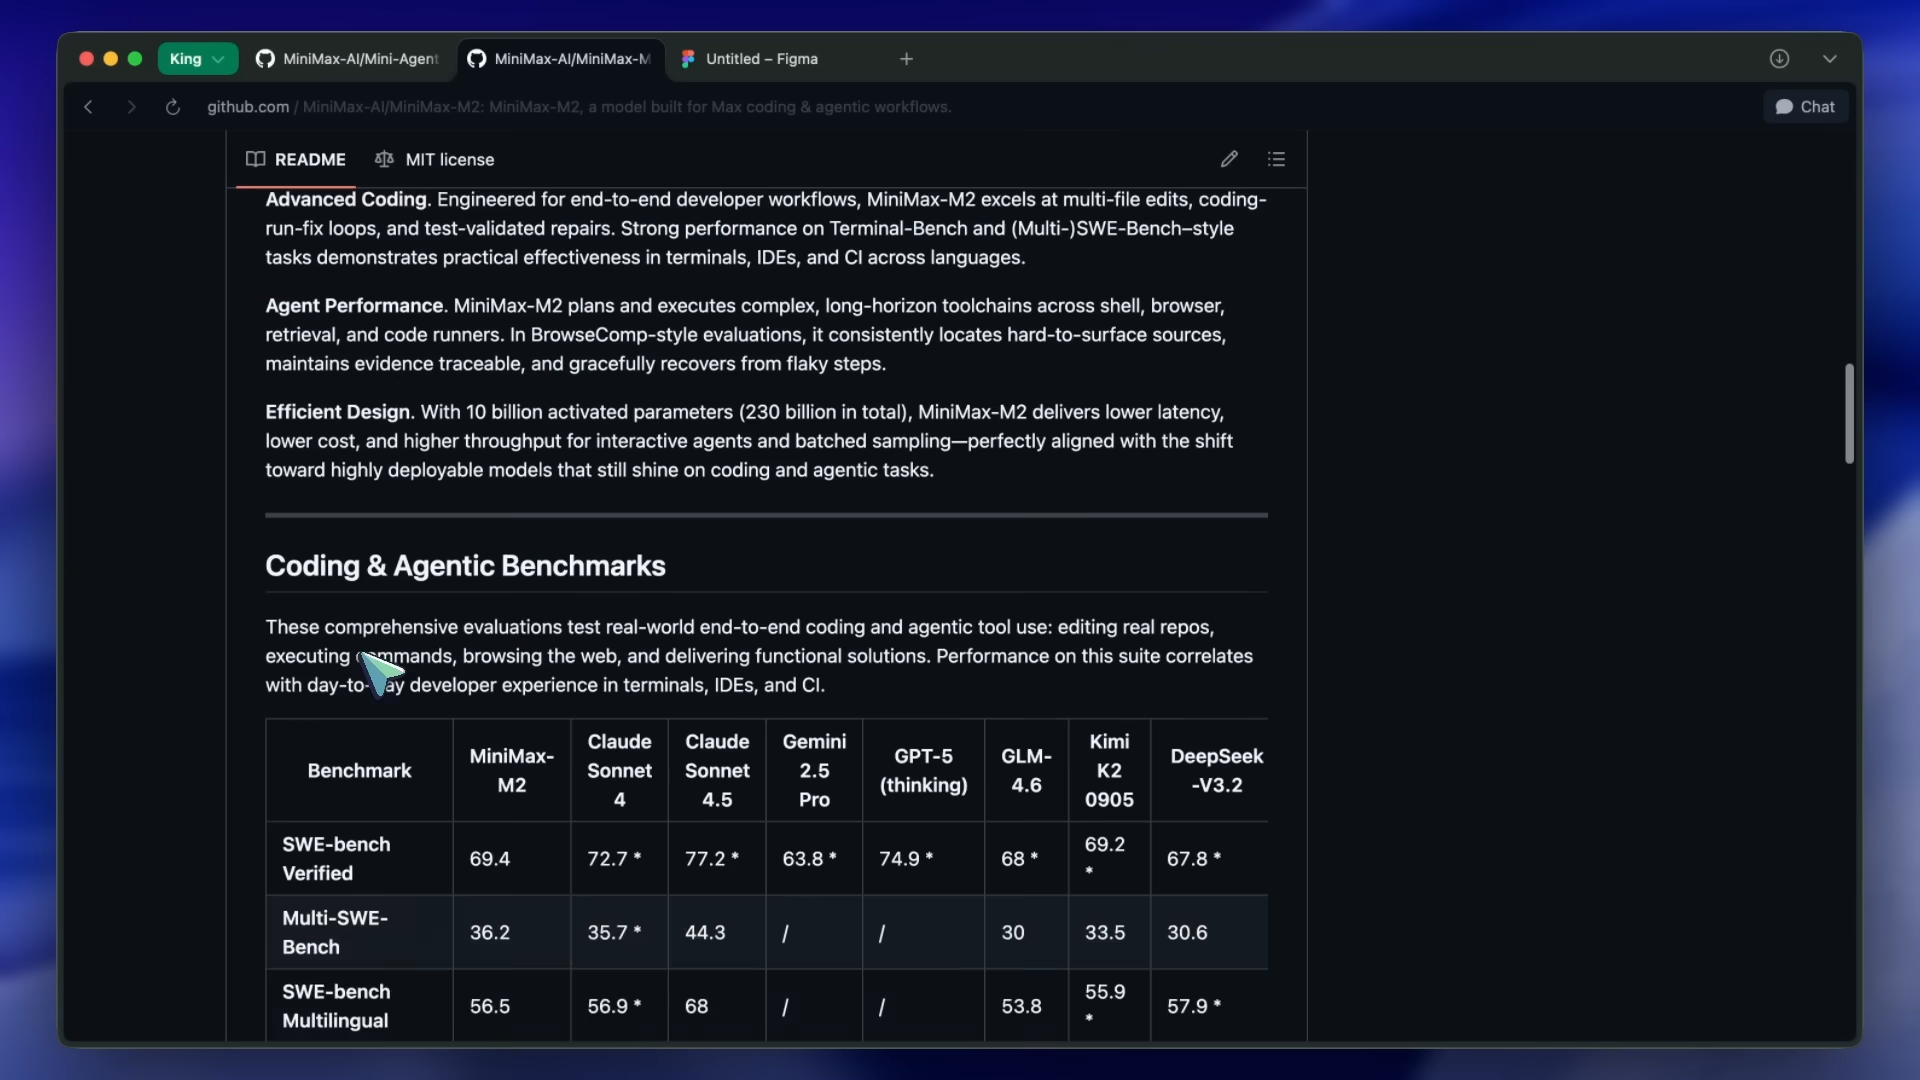 King
MiniMax-AI/Mini-Agent
MiniMax-AI/MiniMax-M
Untitled – Figma
github.com / MiniMax-AI/MiniMax-M2: MiniMax-M2, a model built for Max coding & agentic workflows.
Chat
README
MIT license
Advanced Coding. Engineered for end-to-end developer workflows, MiniMax-M2 excels at multi-file edits, coding-
run-fix loops, and test-validated repairs. Strong performance on Terminal-Bench and (Multi-)SWE-Bench–style
tasks demonstrates practical effectiveness in terminals, IDEs, and CI across languages.
Agent Performance. MiniMax-M2 plans and executes complex, long-horizon toolchains across shell, browser,
retrieval, and code runners. In BrowseComp-style evaluations, it consistently locates hard-to-surface sources,
maintains evidence traceable, and gracefully recovers from flaky steps.
Efficient Design. With 10 billion activated parameters (230 billion in total), MiniMax-M2 delivers lower latency,
lower cost, and higher throughput for interactive agents and batched sampling—perfectly aligned with the shift
toward highly deployable models that still shine on coding and agentic tasks.
Coding & Agentic Benchmarks
These comprehensive evaluations test real-world end-to-end coding and agentic tool use: editing real repos,
executing commands, browsing the web, and delivering functional solutions. Performance on this suite correlates
with day-to-day developer experience in terminals, IDEs, and CI.
Benchmark MiniMax-M2 Claude Sonnet 4 Claude Sonnet 4.5 Gemini 2.5 Pro GPT-5 (thinking) GLM-4.6 Kimi K2 0905 DeepSeek-V3.2
SWE-bench Verified 69.4 72.7 * 77.2 * 63.8 * 74.9 * 68 * 69.2 * 67.8 *
Multi-SWE-Bench 36.2 35.7 * 44.3 / / 30 33.5 30.6
SWE-bench Multilingual 56.5 56.9 * 68 / / 53.8 55.9 * 57.9 *